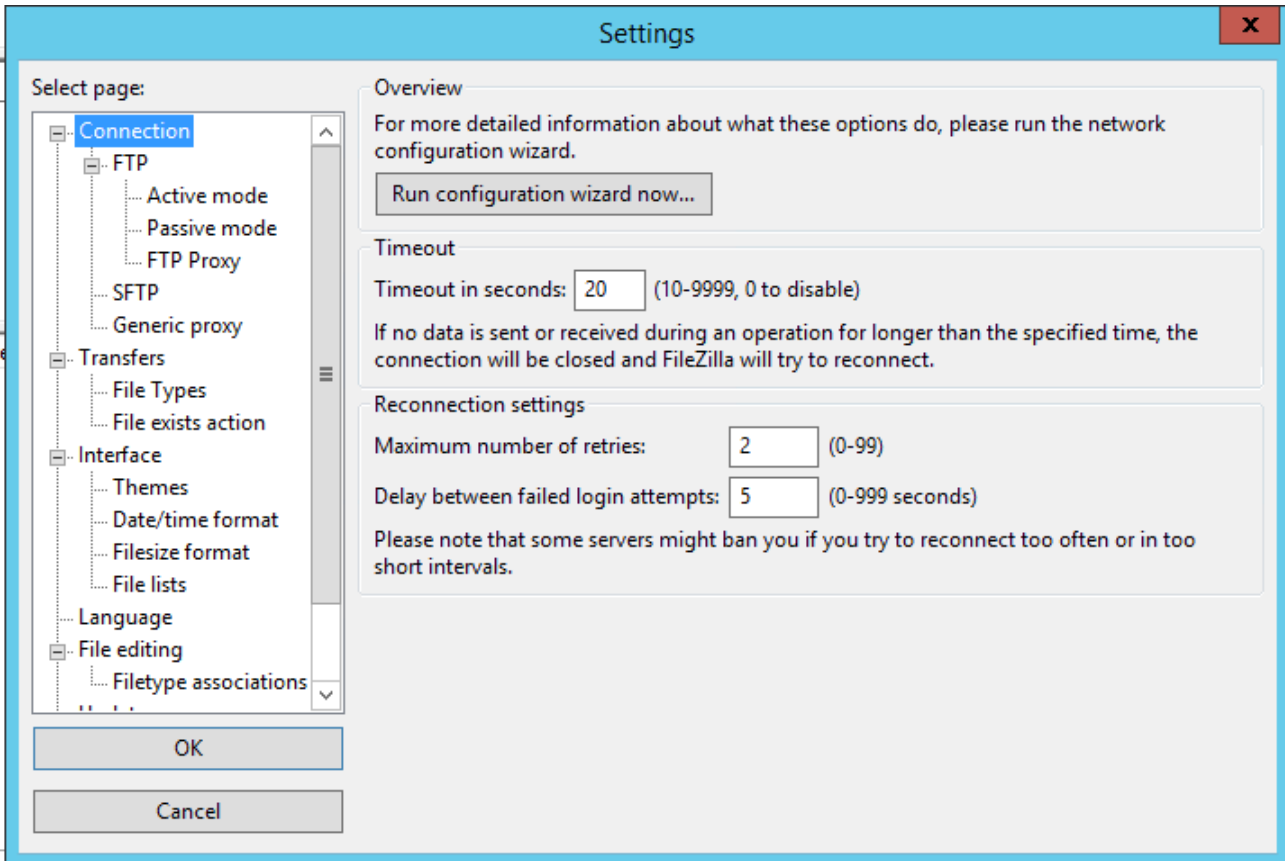 Settings
x
Select page:
Connection
FTP
Active mode
Passive mode
FTP Proxy
SFTP
Generic proxy
Transfers
File Types
File exists action
Interface
Themes
Date/time format
Filesize format
File lists
Language
File editing
Filetype associations
OK
Cancel
Overview
For more detailed information about what these options do, please run the network
configuration wizard.
Run configuration wizard now...
Timeout
Timeout in seconds: 20 (10-9999, 0 to disable)
If no data is sent or received during an operation for longer than the specified time, the
connection will be closed and FileZilla will try to reconnect.
Reconnection settings
Maximum number of retries: 2 (0-99)
Delay between failed login attempts: 5 (0-999 seconds)
Please note that some servers might ban you if you try to reconnect too often or in too
short intervals.